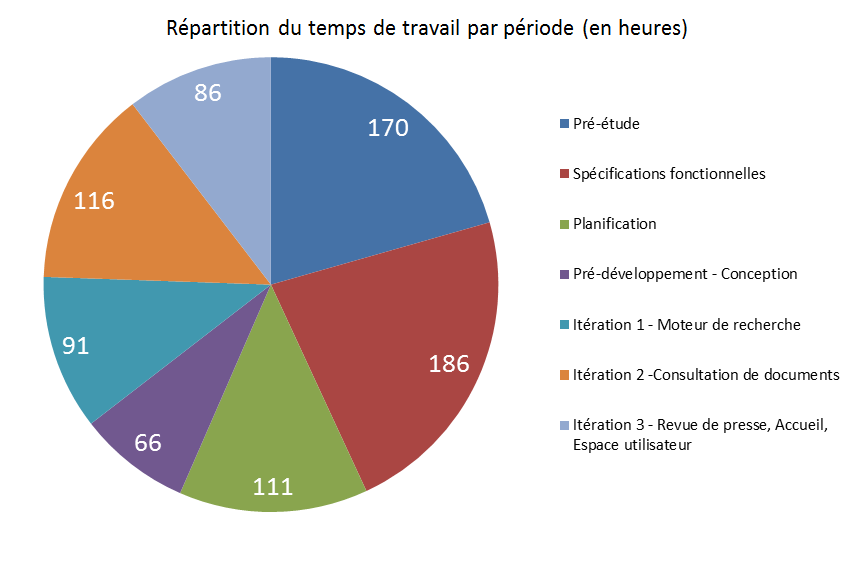 Répartition du temps de travail par période (en heures)
86
170
116
91
186
66
111
Pré-étude
Spécifications fonctionnelles
Planification
Pré-développement - Conception
Itération 1 - Moteur de recherche
Itération 2 -Consultation de documents
Itération 3 - Revue de presse, Accueil,
Espace utilisateur